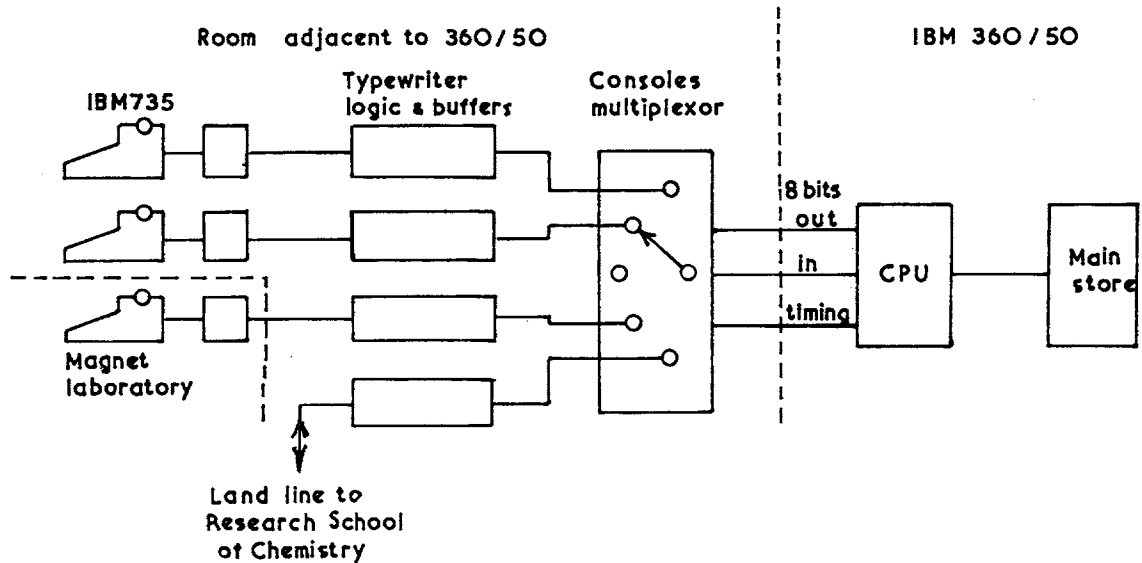 Room adjacent to 360/50
IBM 360/50
IBM735
Typewriter
logic & buffers
Consoles
multiplexor
8 bits
out
in
timing
CPU
Main
store
Magnet
laboratory
Land line to
Research School
of Chemistry